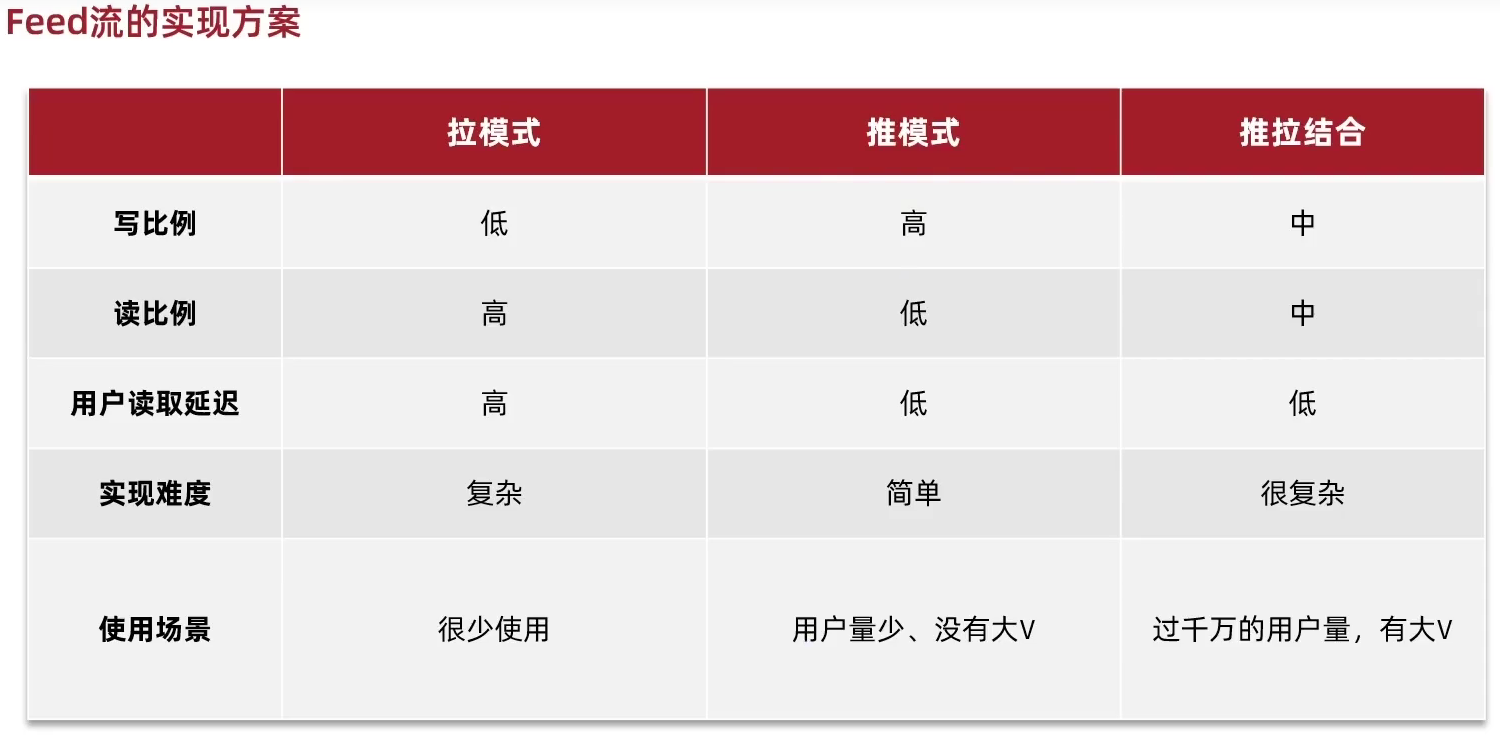 Feed流的实现方案
拉模式 推模式 推拉结合
写比例 低 高 中
读比例 高 低 中
用户读取延迟 高 低 低
实现难度 复杂 简单 很复杂
使用场景 很少使用 用户量少、没有大V 过千万的用户量，有大V